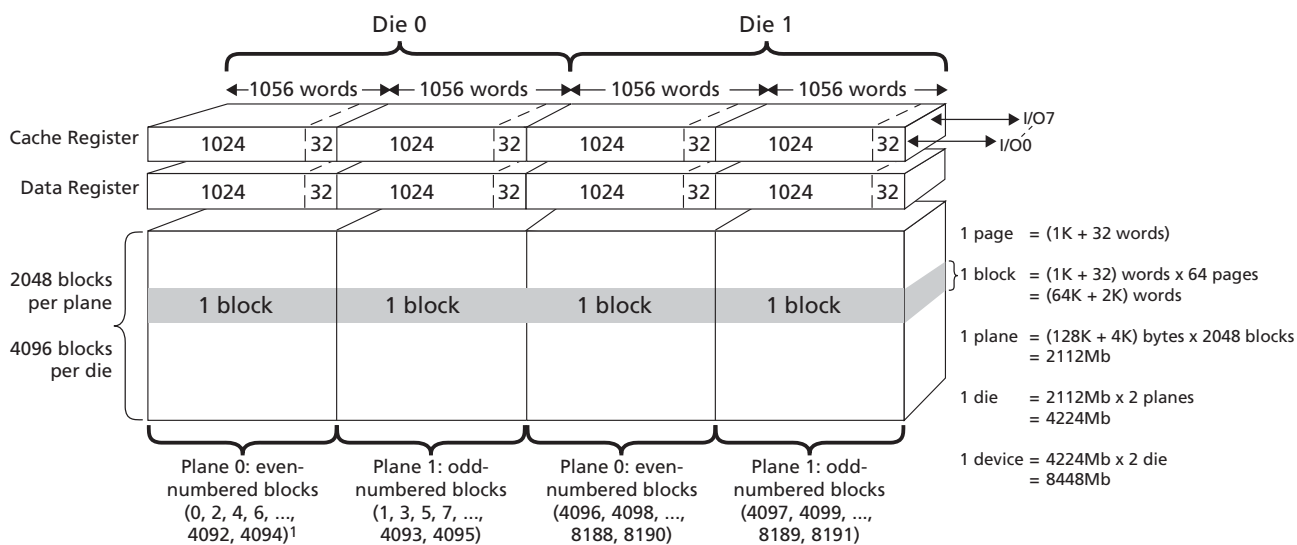 Die 0
Die 1
1056 words
1056 words
1056 words
1056 words
Cache Register
1024
32
1024
32
1024
32
1024
32
I/O7
I/O0
Data Register
1024
32
1024
32
1024
32
1024
32
2048 blocks
per plane
4096 blocks
per die
1 block
1 block
1 block
1 block
1 page = (1K + 32 words)
1 block = (1K + 32) words x 64 pages
= (64K + 2K) words
1 plane = (128K + 4K) bytes x 2048 blocks
= 2112Mb
1 die = 2112Mb x 2 planes
= 4224Mb
1 device = 4224Mb x 2 die
= 8448Mb
Plane 0: even-
numbered blocks
(0, 2, 4, 6, ...,
4092, 4094)1
Plane 1: odd-
numbered blocks
(1, 3, 5, 7, ...,
4093, 4095)
Plane 0: even-
numbered blocks
(4096, 4098, ...,
8188, 8190)
Plane 1: odd-
numbered blocks
(4097, 4099, ...,
8189, 8191)